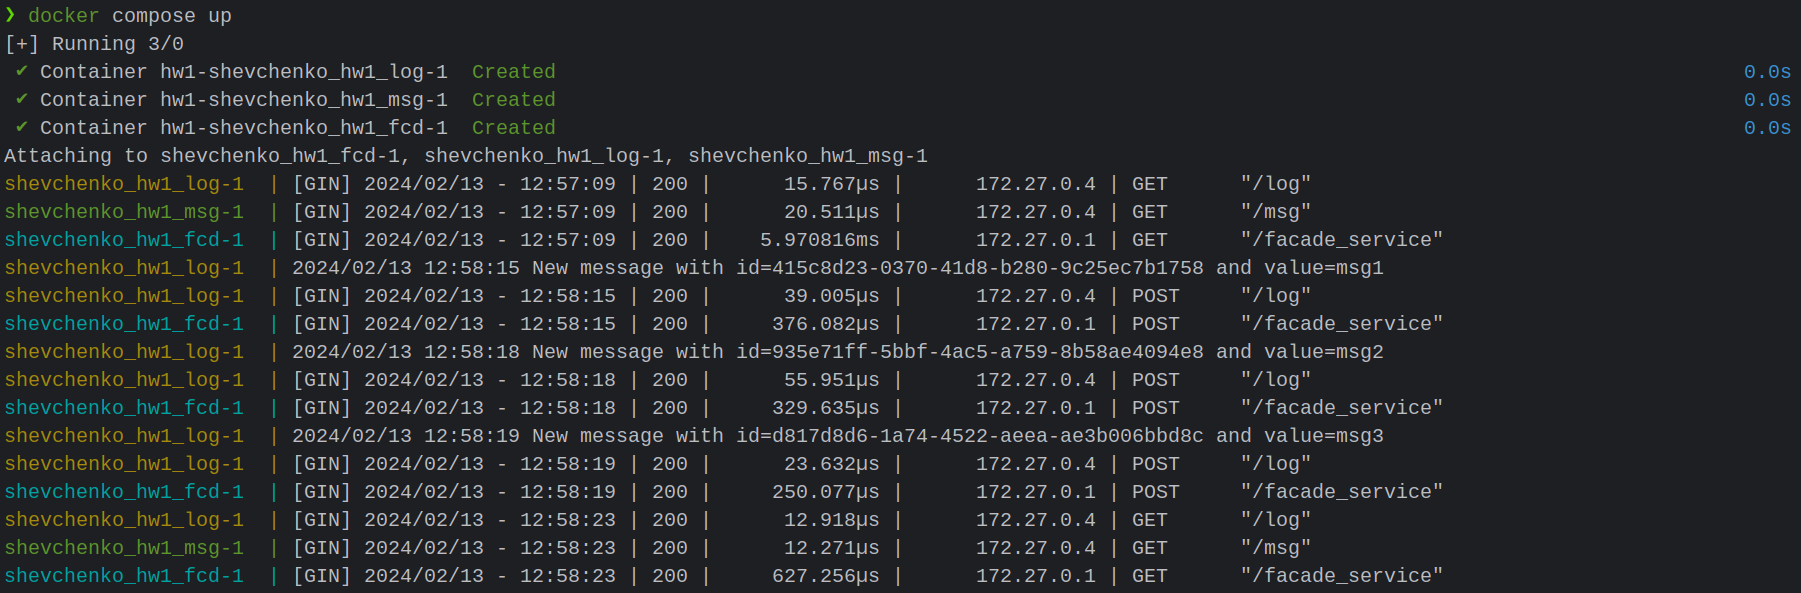 ❯ docker compose up
[+] Running 3/0
 ✔ Container hw1-shevchenko_hw1_log-1  Created 0.0s
 ✔ Container hw1-shevchenko_hw1_msg-1  Created 0.0s
 ✔ Container hw1-shevchenko_hw1_fcd-1  Created 0.0s
Attaching to shevchenko_hw1_fcd-1, shevchenko_hw1_log-1, shevchenko_hw1_msg-1
shevchenko_hw1_log-1  | [GIN] 2024/02/13 - 12:57:09 | 200 |      15.767µs |      172.27.0.4 | GET      "/log"
shevchenko_hw1_msg-1  | [GIN] 2024/02/13 - 12:57:09 | 200 |      20.511µs |      172.27.0.4 | GET      "/msg"
shevchenko_hw1_fcd-1  | [GIN] 2024/02/13 - 12:57:09 | 200 |    5.970816ms |      172.27.0.1 | GET      "/facade_service"
shevchenko_hw1_log-1  | 2024/02/13 12:58:15 New message with id=415c8d23-0370-41d8-b280-9c25ec7b1758 and value=msg1
shevchenko_hw1_log-1  | [GIN] 2024/02/13 - 12:58:15 | 200 |      39.005µs |      172.27.0.4 | POST     "/log"
shevchenko_hw1_fcd-1  | [GIN] 2024/02/13 - 12:58:15 | 200 |     376.082µs |      172.27.0.1 | POST     "/facade_service"
shevchenko_hw1_log-1  | 2024/02/13 12:58:18 New message with id=935e71ff-5bbf-4ac5-a759-8b58ae4094e8 and value=msg2
shevchenko_hw1_log-1  | [GIN] 2024/02/13 - 12:58:18 | 200 |      55.951µs |      172.27.0.4 | POST     "/log"
shevchenko_hw1_fcd-1  | [GIN] 2024/02/13 - 12:58:18 | 200 |     329.635µs |      172.27.0.1 | POST     "/facade_service"
shevchenko_hw1_log-1  | 2024/02/13 12:58:19 New message with id=d817d8d6-1a74-4522-aeea-ae3b006bbd8c and value=msg3
shevchenko_hw1_log-1  | [GIN] 2024/02/13 - 12:58:19 | 200 |      23.632µs |      172.27.0.4 | POST     "/log"
shevchenko_hw1_fcd-1  | [GIN] 2024/02/13 - 12:58:19 | 200 |     250.077µs |      172.27.0.1 | POST     "/facade_service"
shevchenko_hw1_log-1  | [GIN] 2024/02/13 - 12:58:23 | 200 |      12.918µs |      172.27.0.4 | GET      "/log"
shevchenko_hw1_msg-1  | [GIN] 2024/02/13 - 12:58:23 | 200 |      12.271µs |      172.27.0.4 | GET      "/msg"
shevchenko_hw1_fcd-1  | [GIN] 2024/02/13 - 12:58:23 | 200 |     627.256µs |      172.27.0.1 | GET      "/facade_service"